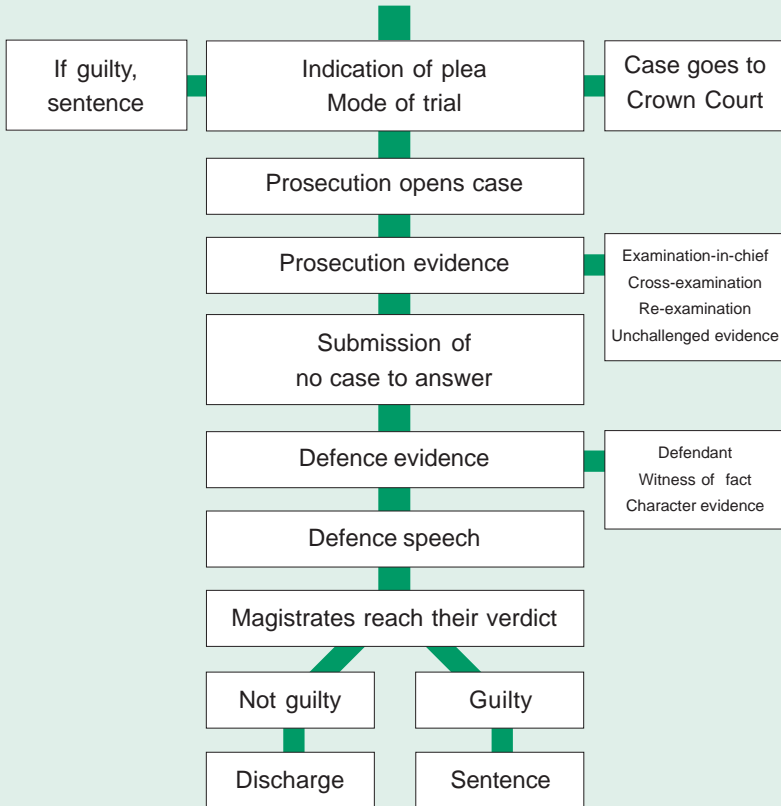 If guilty,
sentence
Indication of plea
Mode of trial
Case goes to
Crown Court
Prosecution opens case
Prosecution evidence
Examination-in-chief
Cross-examination
Re-examination
Unchallenged evidence
Submission of
no case to answer
Defence evidence
Defendant
Witness of fact
Character evidence
Defence speech
Magistrates reach their verdict
Not guilty
Guilty
Discharge
Sentence